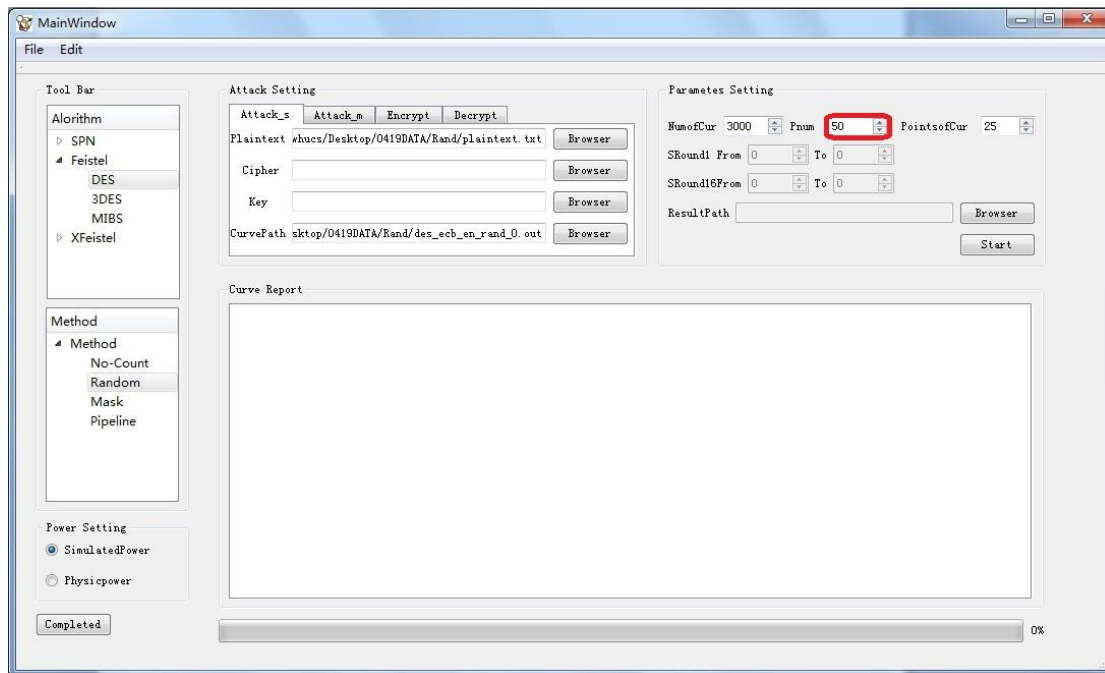 MainWindow
File Edit
Tool Bar
Alorithm
SPN
Feistel
DES
3DES
MIBS
XFeistel
Method
Method
No-Count
Random
Mask
Pipeline
Power Setting
SimulatedPower
Physicpower
Completed
Attack Setting
Attack_s Attack_m Encrypt Decrypt
Plaintext whucs/Desktop/0419DATA/Rand/plaintext.txt Browser
Cipher Browser
Key Browser
CurvePath sktop/0419DATA/Rand/des_ecb_en_rand_0.out Browser
Parametes Setting
NumofCur 3000 Pnum 50 PointsofCur 25
SRound1 From 0 To 0
SRound16From 0 To 0
ResultPath Browser
Start
Curve Report
0%